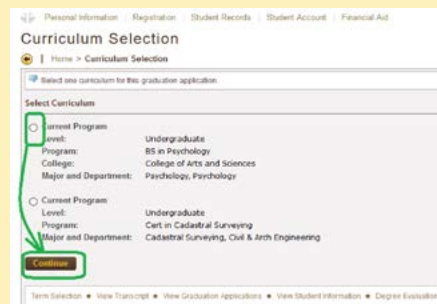 Personal Information | Registration | Student Records | Student Account | Financial Aid
Curriculum Selection
Home > Curriculum Selection
Select one curriculum for this graduation application.
Select Curriculum
Current Program
Level: Undergraduate
Program: BS in Psychology
College: College of Arts and Sciences
Major and Department: Psychology, Psychology
Current Program
Level: Undergraduate
Program: Cert in Cadastral Surveying
Major and Department: Cadastral Surveying, Civil & Arch Engineering
Continue
Term Selection • View Transcript • View Graduation Applications • View Student Information • Degree Evaluation